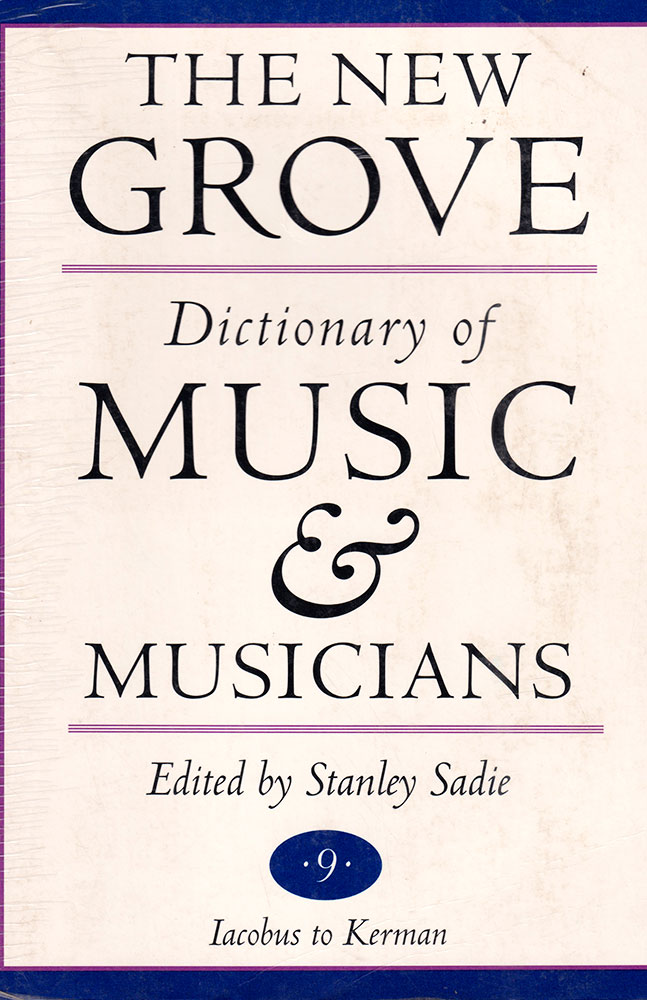 THE NEW
GROVE
Dictionary of
MUSIC
&
MUSICIANS
Edited by Stanley Sadie
·9·
Iacobus to Kerman